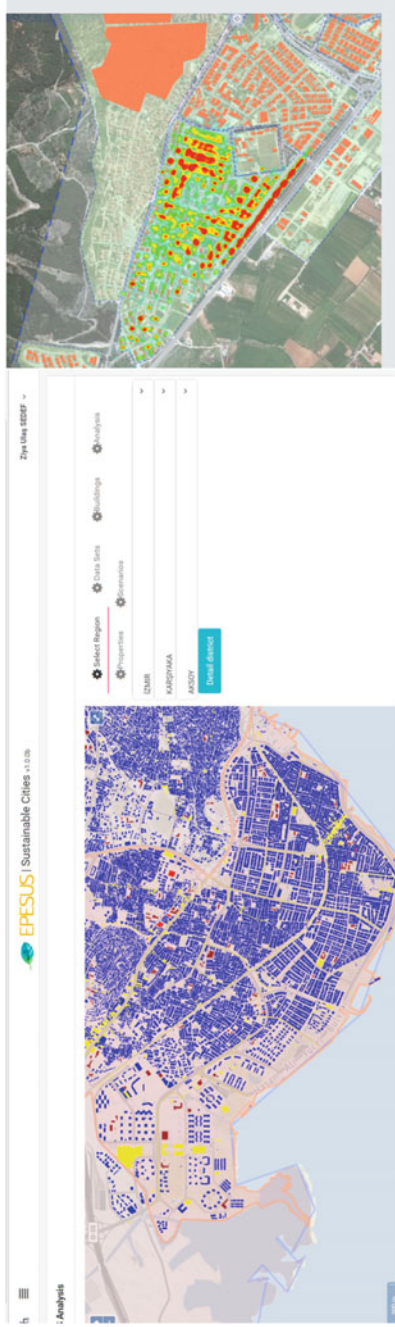 EPESUS | Sustainable Cities v1.0.0b
Ziya Ulaş SEDEF
Analysis
Select Region
Data Sets
Buildings
Analysis
Properties
Scenarios
İZMİR
KARŞIYAKA
AKSOY
Detail district